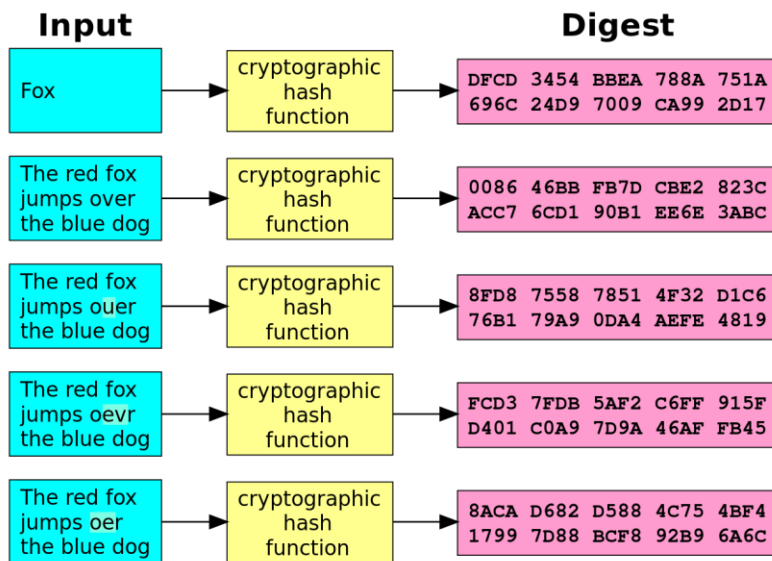 Input
Digest
Fox
cryptographic
hash
function
DFCD 3454 BBEA 788A 751A
696C 24D9 7009 CA99 2D17
The red fox
jumps over
the blue dog
cryptographic
hash
function
0086 46BB FB7D CBE2 823C
ACC7 6CD1 90B1 EE6E 3ABC
The red fox
jumps ouer
the blue dog
cryptographic
hash
function
8FD8 7558 7851 4F32 D1C6
76B1 79A9 0DA4 AEFE 4819
The red fox
jumps oevr
the blue dog
cryptographic
hash
function
FCD3 7FDB 5AF2 C6FF 915F
D401 C0A9 7D9A 46AF FB45
The red fox
jumps oer
the blue dog
cryptographic
hash
function
8ACA D682 D588 4C75 4BF4
1799 7D88 BCF8 92B9 6A6C